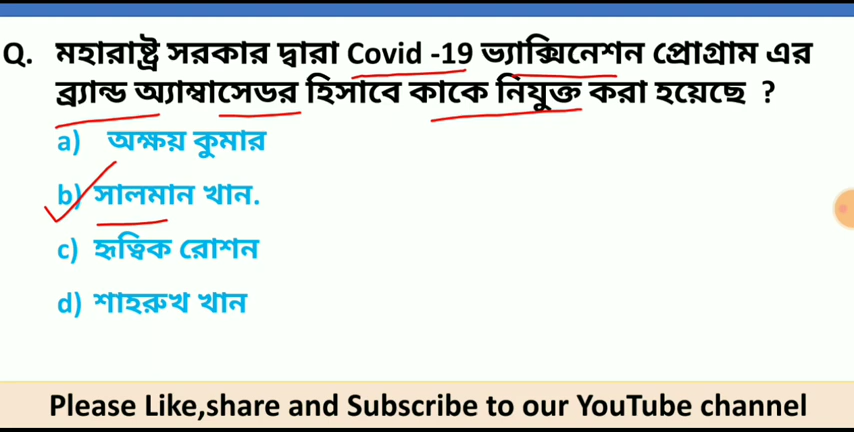 Q. মহারাষ্ট্র সরকার দ্বারা Covid -19 ভ্যাক্সিনেশন প্রোগ্রাম এর
ব্র্যান্ড অ্যাম্বাসেডর হিসাবে কাকে নিযুক্ত করা হয়েছে ?
a) অক্ষয় কুমার
b) সালমান খান.
c) হৃত্বিক রোশন
d) শাহরুখ খান
Please Like,share and Subscribe to our YouTube channel